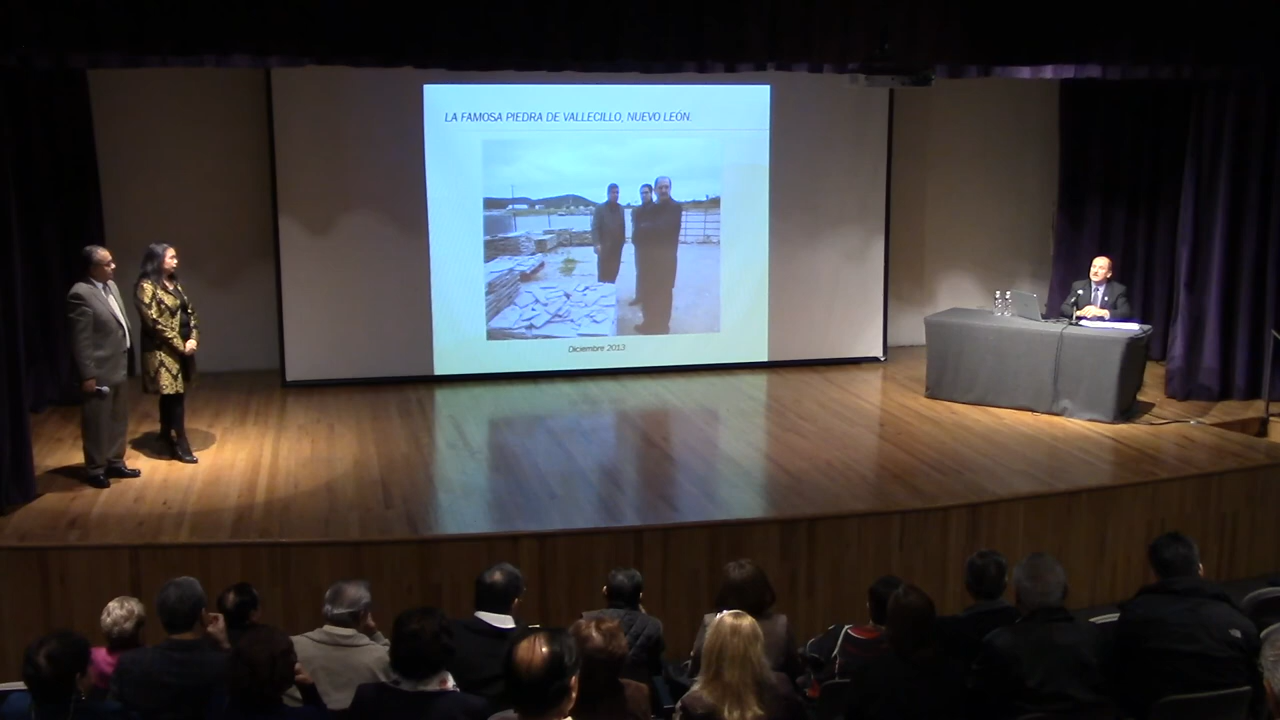 LA FAMOSA PIEDRA DE VALLECILLO, NUEVO LEÓN.
Diciembre 2013